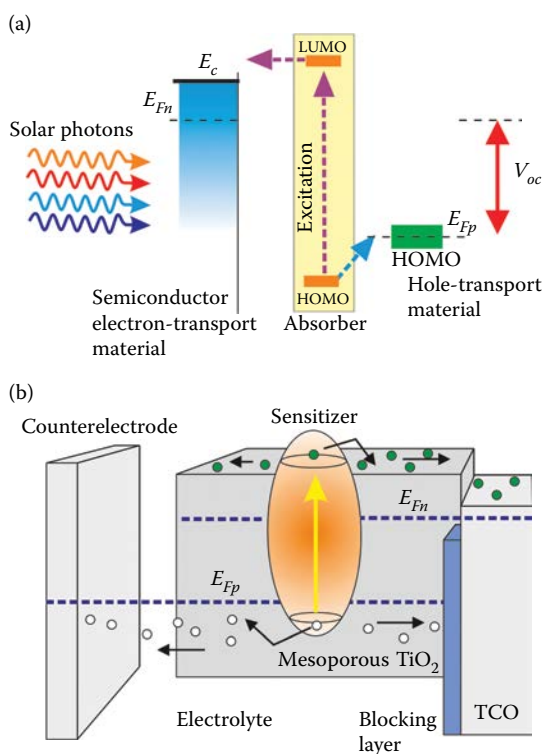 (a)
LUMO
E_c
E_Fn
Solar photons
Excitation
V_oc
E_Fp
HOMO
HOMO
Semiconductor
electron-transport
material
Absorber
Hole-transport
material
(b)
Sensitizer
Counterelectrode
E_Fn
E_Fp
Mesoporous TiO₂
Electrolyte
Blocking
layer
TCO